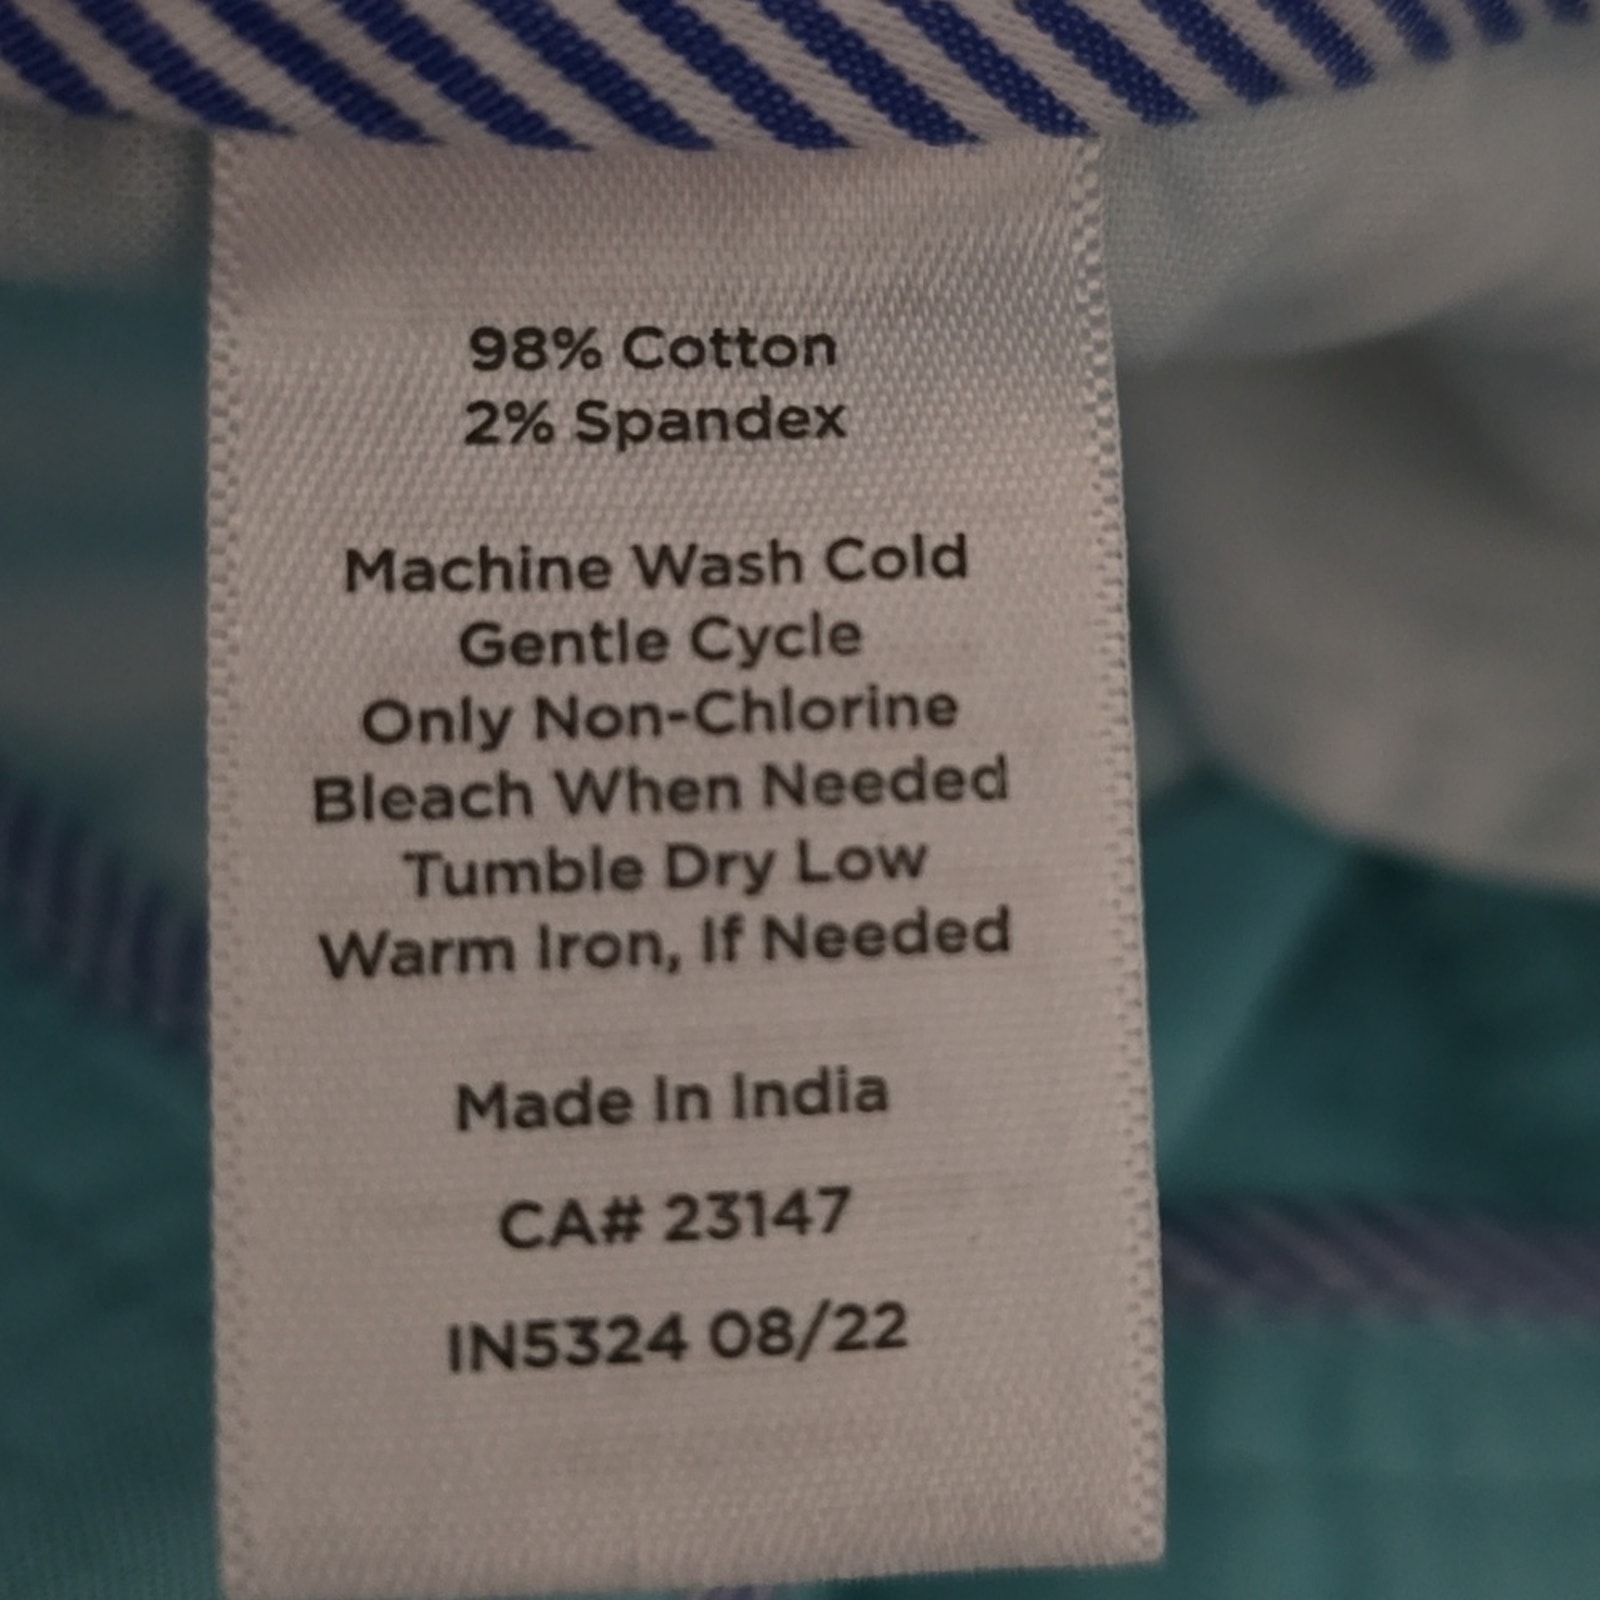 98% Cotton
2% Spandex
Machine Wash Cold
Gentle Cycle
Only Non-Chlorine
Bleach When Needed
Tumble Dry Low
Warm Iron, If Needed
Made In India
CA# 23147
IN5324 08/22